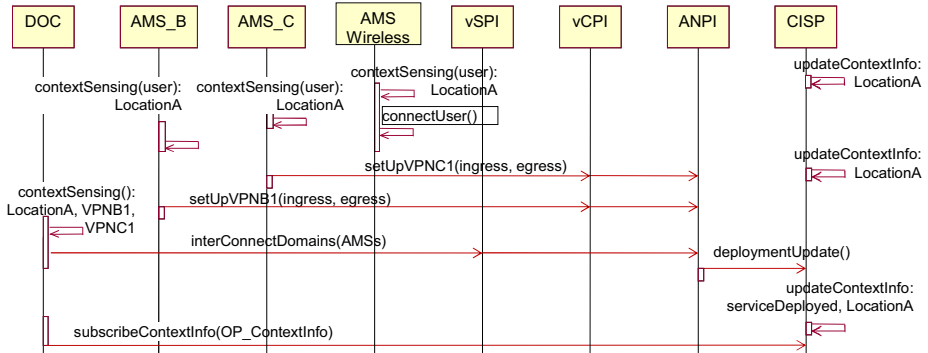 DOC
AMS_B
AMS_C
AMS
Wireless
vSPI
vCPI
ANPI
CISP
updateContextInfo:
LocationA
contextSensing(user):
LocationA
contextSensing(user):
LocationA
contextSensing(user):
LocationA
connectUser()
setUpVPNC1(ingress, egress)
updateContextInfo:
LocationA
contextSensing():
LocationA, VPNB1,
VPNC1
setUpVPNB1(ingress, egress)
interConnectDomains(AMSs)
deploymentUpdate()
updateContextInfo:
serviceDeployed, LocationA
subscribeContextInfo(OP_ContextInfo)